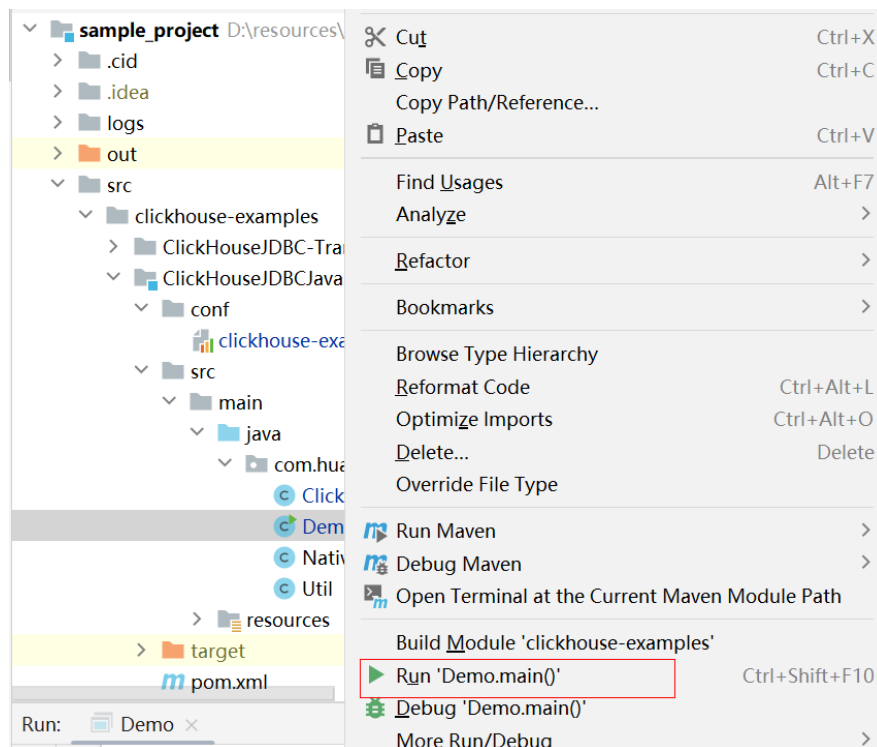 sample_project D:\resources\
.cid
.idea
logs
out
src
clickhouse-examples
ClickHouseJDBC-Tra
ClickHouseJDBCJava
conf
clickhouse-exa
src
main
java
com.hua
Click
Dem
Nativ
Util
resources
target
pom.xml
Run: Demo
Cut Ctrl+X
Copy Ctrl+C
Copy Path/Reference...
Paste Ctrl+V
Find Usages Alt+F7
Analyze
Refactor
Bookmarks
Browse Type Hierarchy
Reformat Code Ctrl+Alt+L
Optimize Imports Ctrl+Alt+O
Delete... Delete
Override File Type
Run Maven
Debug Maven
Open Terminal at the Current Maven Module Path
Build Module 'clickhouse-examples'
Run 'Demo.main()' Ctrl+Shift+F10
Debug 'Demo.main()'
More Run/Debug